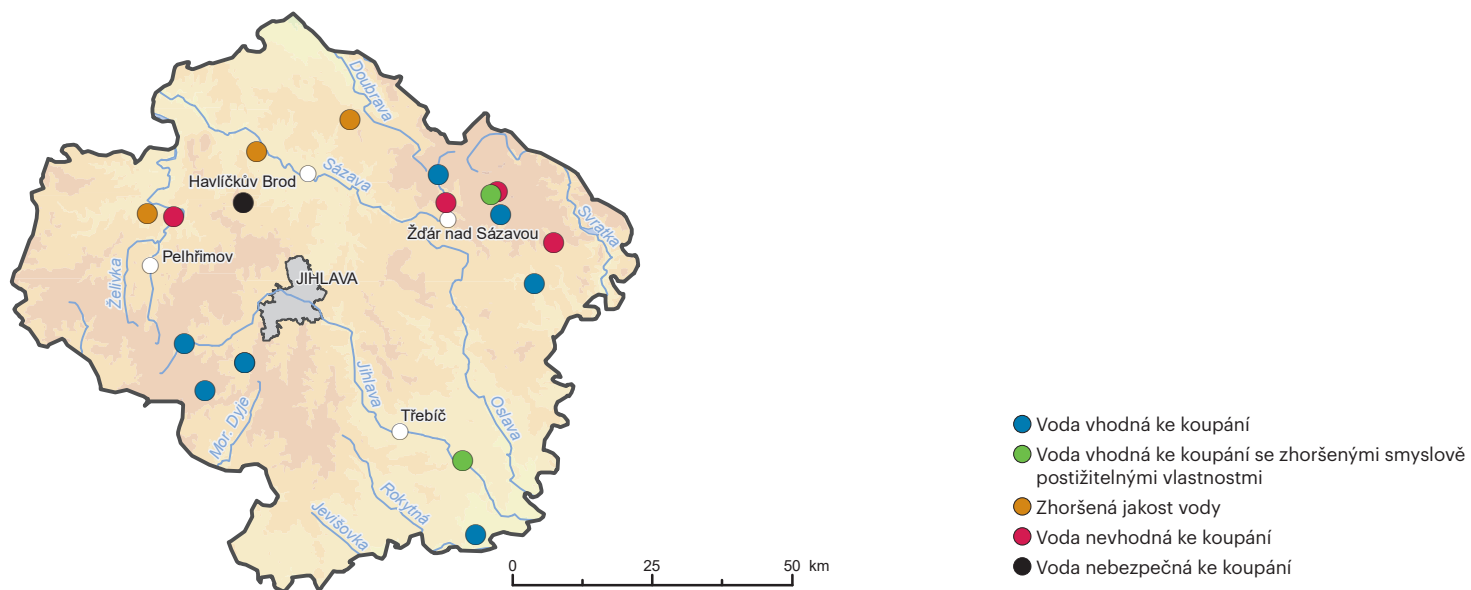 Doubrava
Sázava
Havlíčkův Brod
Svratka
Žďár nad Sázavou
Pelhřimov
Želivka
JIHLAVA
Jihlava
Třebíč
Oslava
Mor. Dyje
Rokytná
Jevišovka
0 25 50 km
Voda vhodná ke koupání
Voda vhodná ke koupání se zhoršenými smyslově
postižitelnými vlastnostmi
Zhoršená jakost vody
Voda nevhodná ke koupání
Voda nebezpečná ke koupání